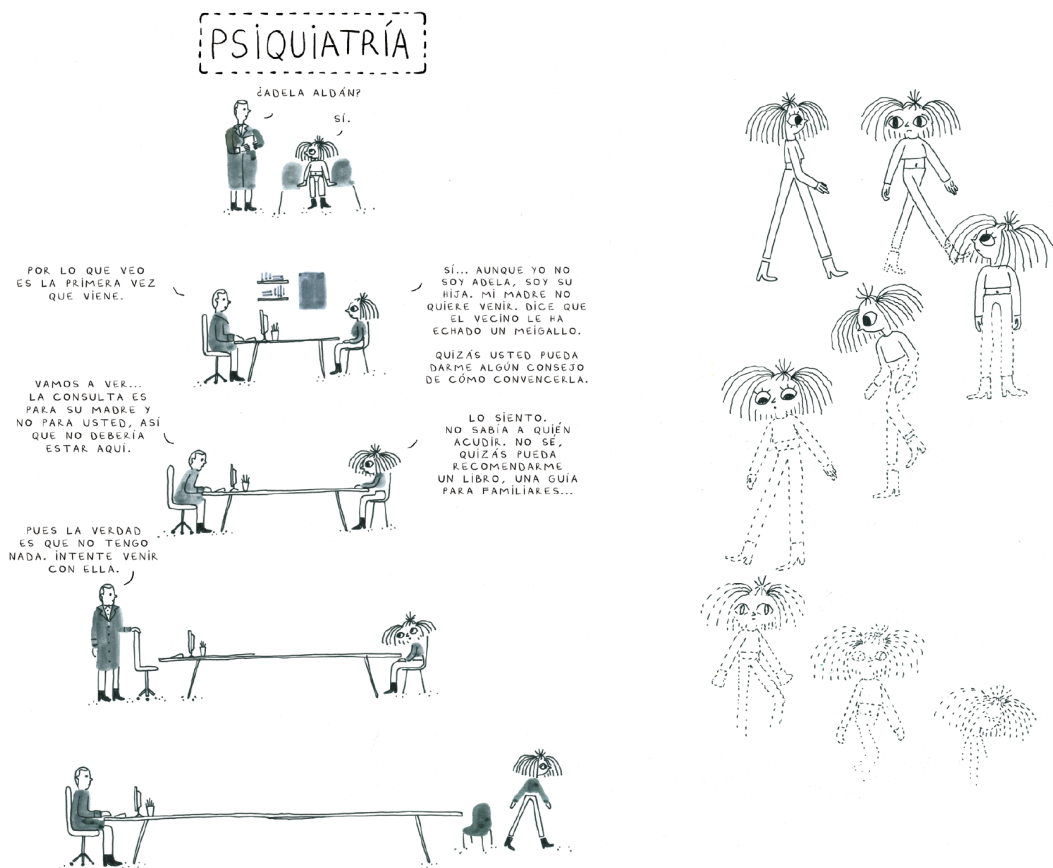 PSIQUIATRÍA
¿ADELA ALDÁN?
SÍ.
POR LO QUE VEO
ES LA PRIMERA VEZ
QUE VIENE.
SÍ... AUNQUE YO NO
SOY ADELA, SOY SU
HIJA. MI MADRE NO
QUIERE VENIR. DICE QUE
EL VECINO LE HA
ECHADO UN MEIGALLO.
QUIZÁS USTED PUEDA
DARME ALGÚN CONSEJO
DE CÓMO CONVENCERLA.
VAMOS A VER...
LA CONSULTA ES
PARA SU MADRE Y
NO PARA USTED, ASÍ
QUE NO DEBERÍA
ESTAR AQUÍ.
LO SIENTO.
NO SABÍA A QUIÉN
ACUDIR. NO SÉ,
QUIZÁS PUEDA
RECOMENDARME
UN LIBRO, UNA GUÍA
PARA FAMILIARES...
PUES LA VERDAD
ES QUE NO TENGO
NADA. INTENTE VENIR
CON ELLA.